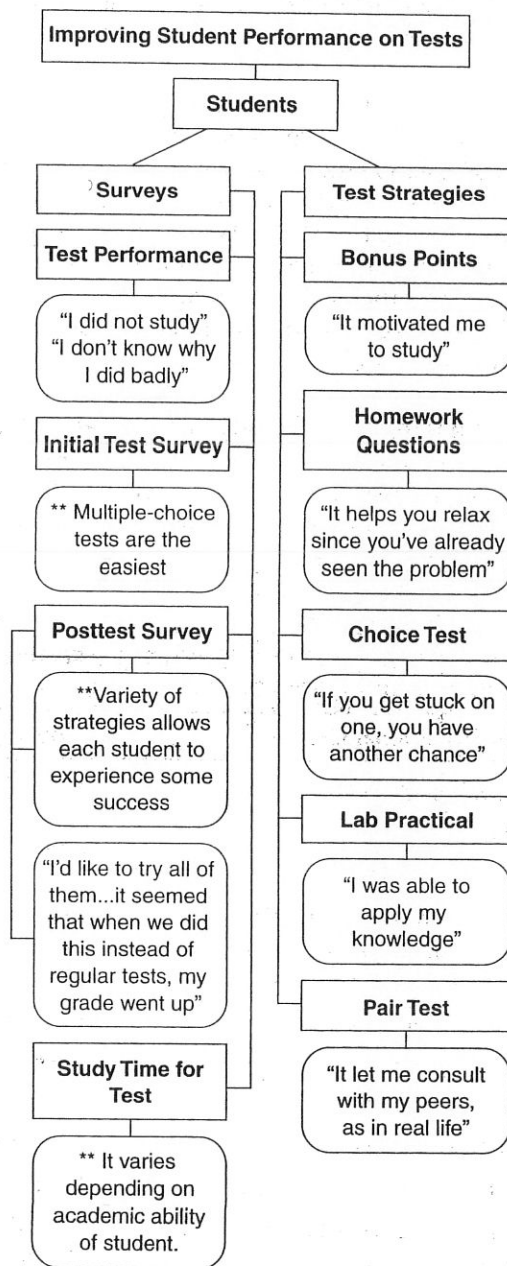 Improving Student Performance on Tests
Students
Surveys
Test Performance
“I did not study”
“I don’t know why
I did badly”
Initial Test Survey
** Multiple-choice
tests are the
easiest
Posttest Survey
**Variety of
strategies allows
each student to
experience some
success
“I’d like to try all of
them...it seemed
that when we did
this instead of
regular tests, my
grade went up”
Study Time for
Test
** It varies
depending on
academic ability
of student.
Test Strategies
Bonus Points
“It motivated me
to study”
Homework
Questions
“It helps you relax
since you’ve already
seen the problem”
Choice Test
“If you get stuck on
one, you have
another chance”
Lab Practical
“I was able to
apply my
knowledge”
Pair Test
“It let me consult
with my peers,
as in real life”